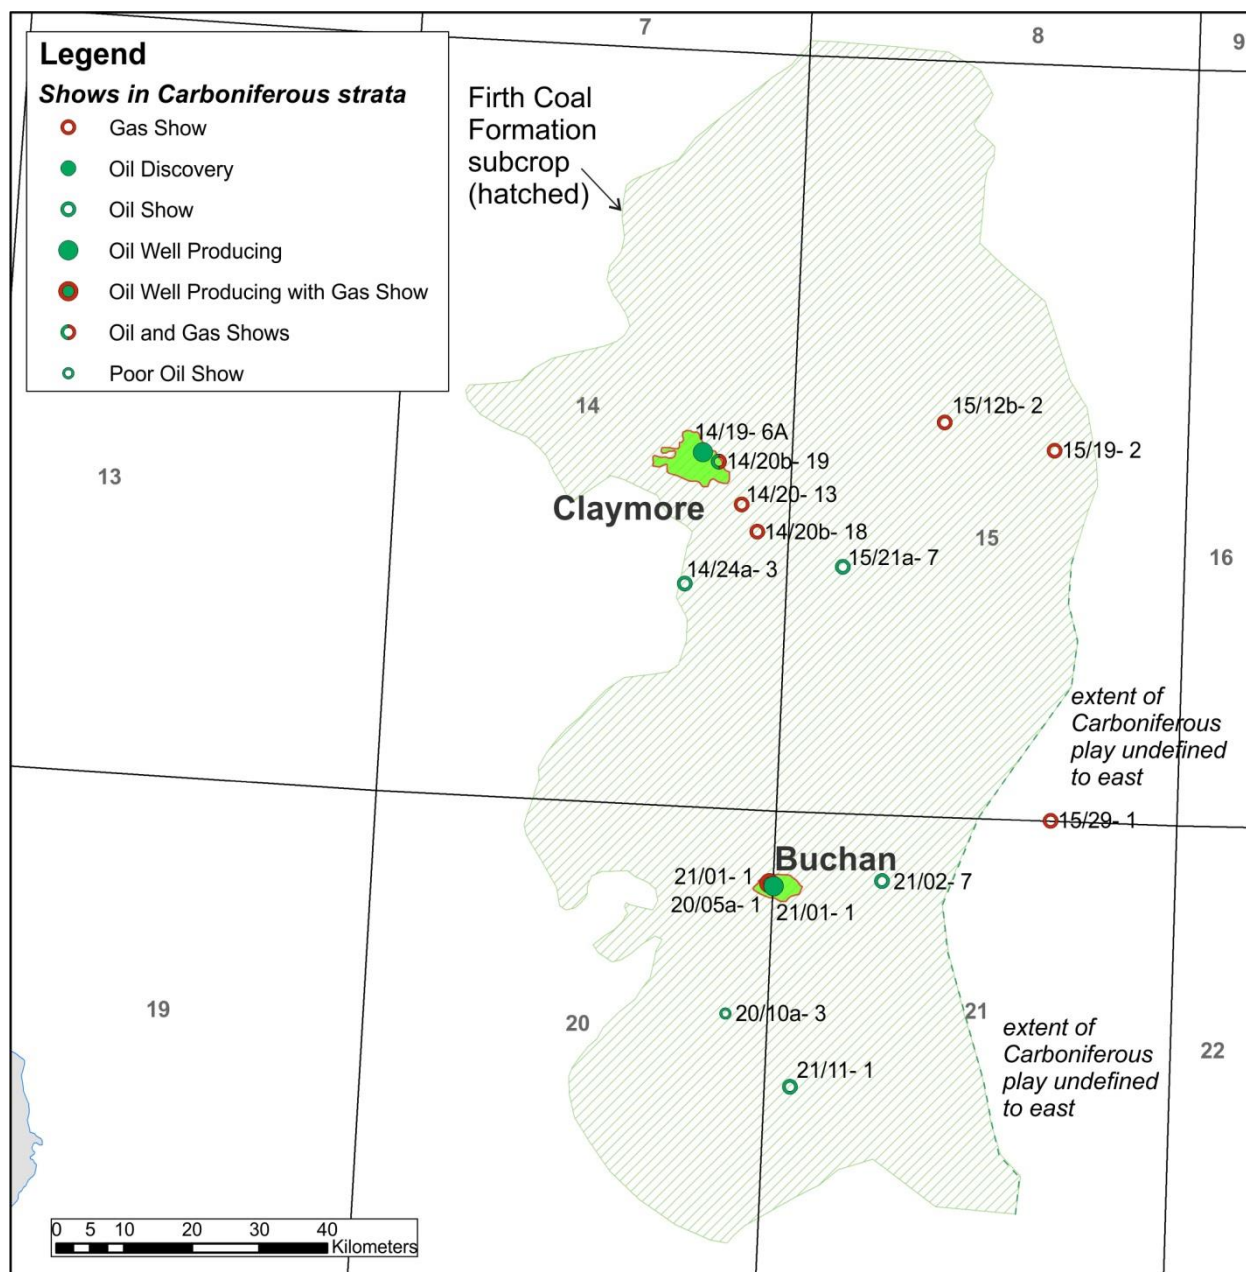 7
8
9
Legend
Shows in Carboniferous strata
Gas Show
Oil Discovery
Oil Show
Oil Well Producing
Oil Well Producing with Gas Show
Oil and Gas Shows
Poor Oil Show
Firth Coal
Formation
subcrop
(hatched)
14
13
15/12b- 2
14/19- 6A
15/19- 2
14/20b- 19
14/20- 13
Claymore
14/20b- 18
15
16
15/21a- 7
14/24a- 3
extent of
Carboniferous
play undefined
to east
15/29- 1
Buchan
21/01- 1
21/02- 7
20/05a- 1
21/01- 1
19
20
20/10a- 3
21
extent of
Carboniferous
play undefined
to east
22
21/11- 1
0 5 10 20 30 40
Kilometers